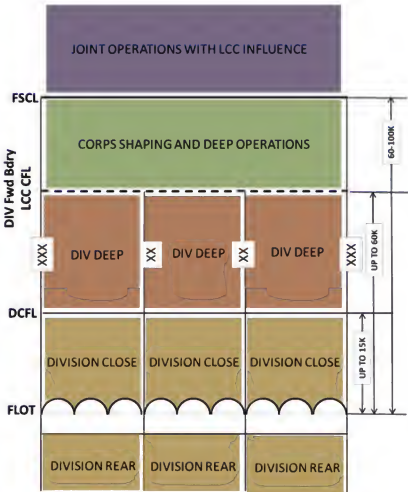 JOINT OPERATIONS WITH LCC INFLUENCE
FSCL
CORPS SHAPING AND DEEP OPERATIONS
60-100K
DIV Fwd Bdry
LCC CFL
XXX
DIV DEEP
XX
DIV DEEP
XX
DIV DEEP
XXX
UP TO 60K
DCFL
DIVISION CLOSE
DIVISION CLOSE
DIVISION CLOSE
UP TO 15K
FLOT
DIVISION REAR
DIVISION REAR
DIVISION REAR